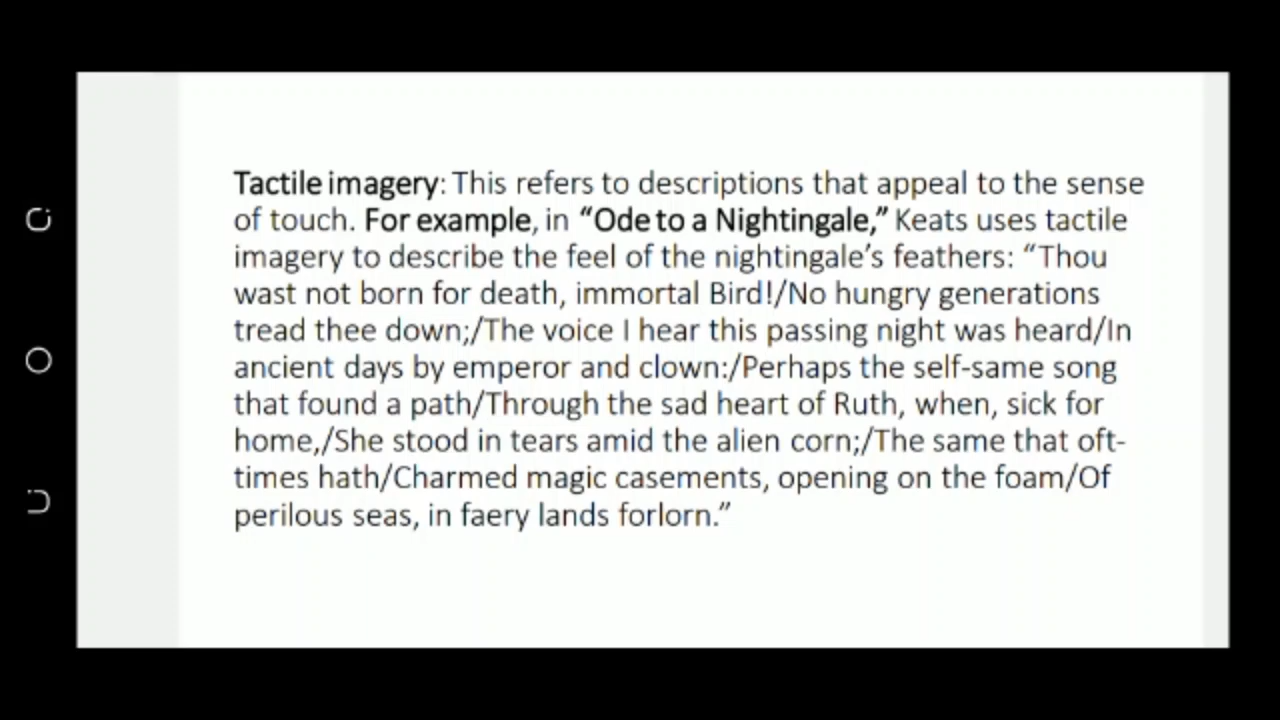 Tactile imagery: This refers to descriptions that appeal to the sense
of touch. For example, in “Ode to a Nightingale,” Keats uses tactile
imagery to describe the feel of the nightingale’s feathers: “Thou
wast not born for death, immortal Bird!/No hungry generations
tread thee down;/The voice I hear this passing night was heard/In
ancient days by emperor and clown:/Perhaps the self-same song
that found a path/Through the sad heart of Ruth, when, sick for
home,/She stood in tears amid the alien corn;/The same that oft-
times hath/Charmed magic casements, opening on the foam/Of
perilous seas, in faery lands forlorn.”